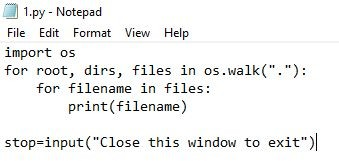 1.py - Notepad
File Edit Format View Help
import os
for root, dirs, files in os.walk("."):
    for filename in files:
        print(filename)

stop=input("Close this window to exit")